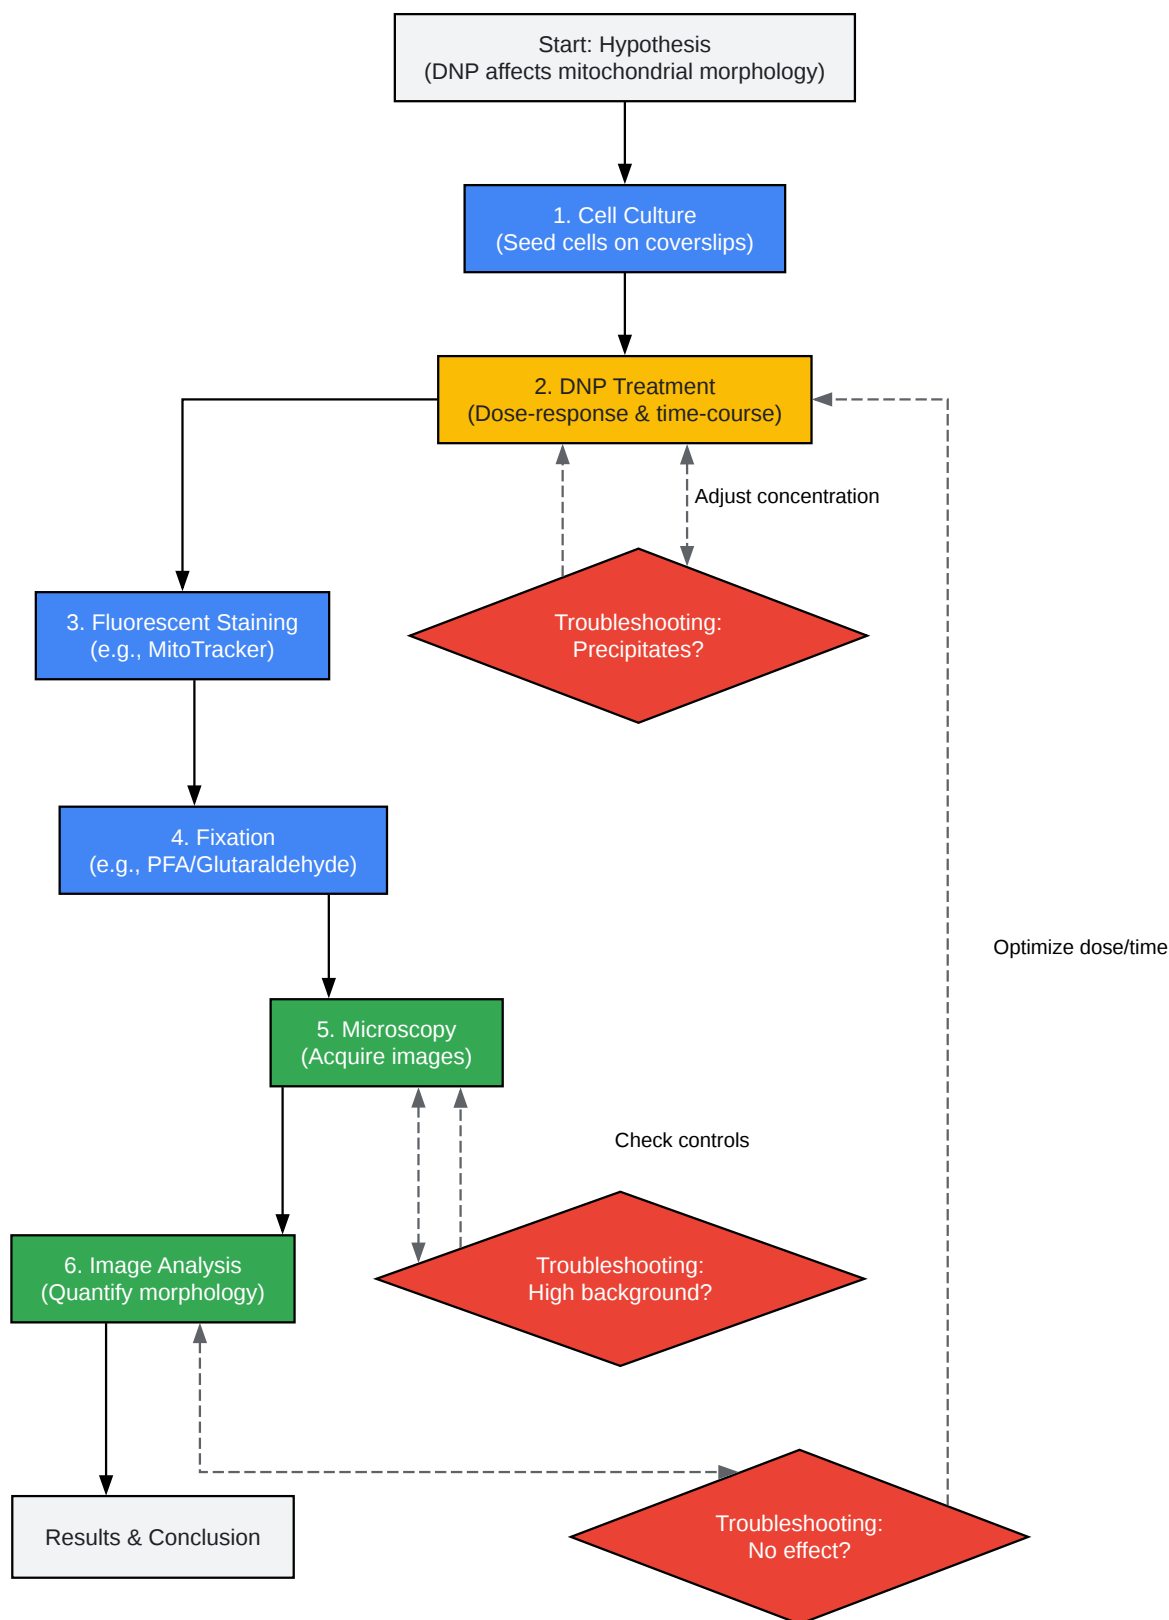 Start: Hypothesis
(DNP affects mitochondrial morphology)
1. Cell Culture
(Seed cells on coverslips)
2. DNP Treatment
(Dose-response & time-course)
Adjust concentration
3. Fluorescent Staining
(e.g., MitoTracker)
Troubleshooting:
Precipitates?
4. Fixation
(e.g., PFA/Glutaraldehyde)
Optimize dose/time
5. Microscopy
(Acquire images)
Check controls
6. Image Analysis
(Quantify morphology)
Troubleshooting:
High background?
Results & Conclusion
Troubleshooting:
No effect?